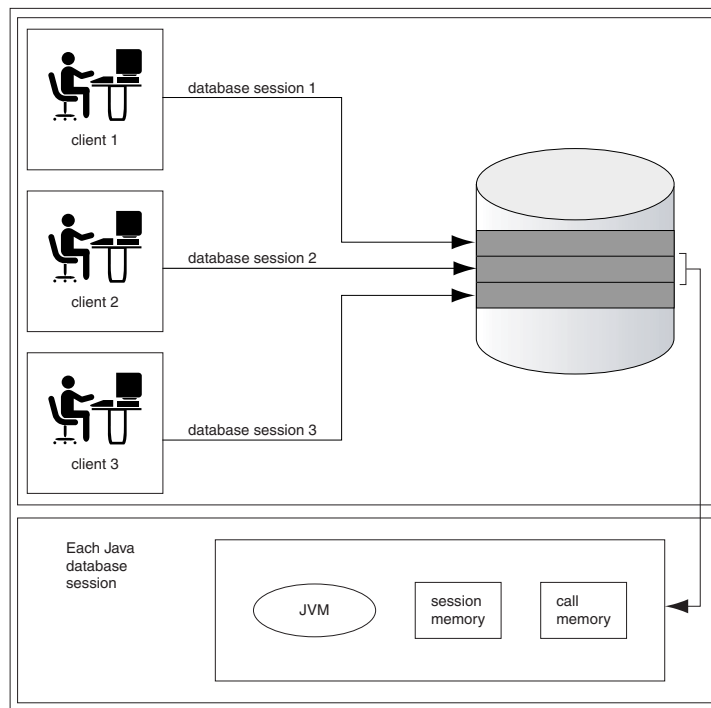 client 1
database session 1
client 2
database session 2
client 3
database session 3
Each Java
database
session
JVM
session
memory
call
memory